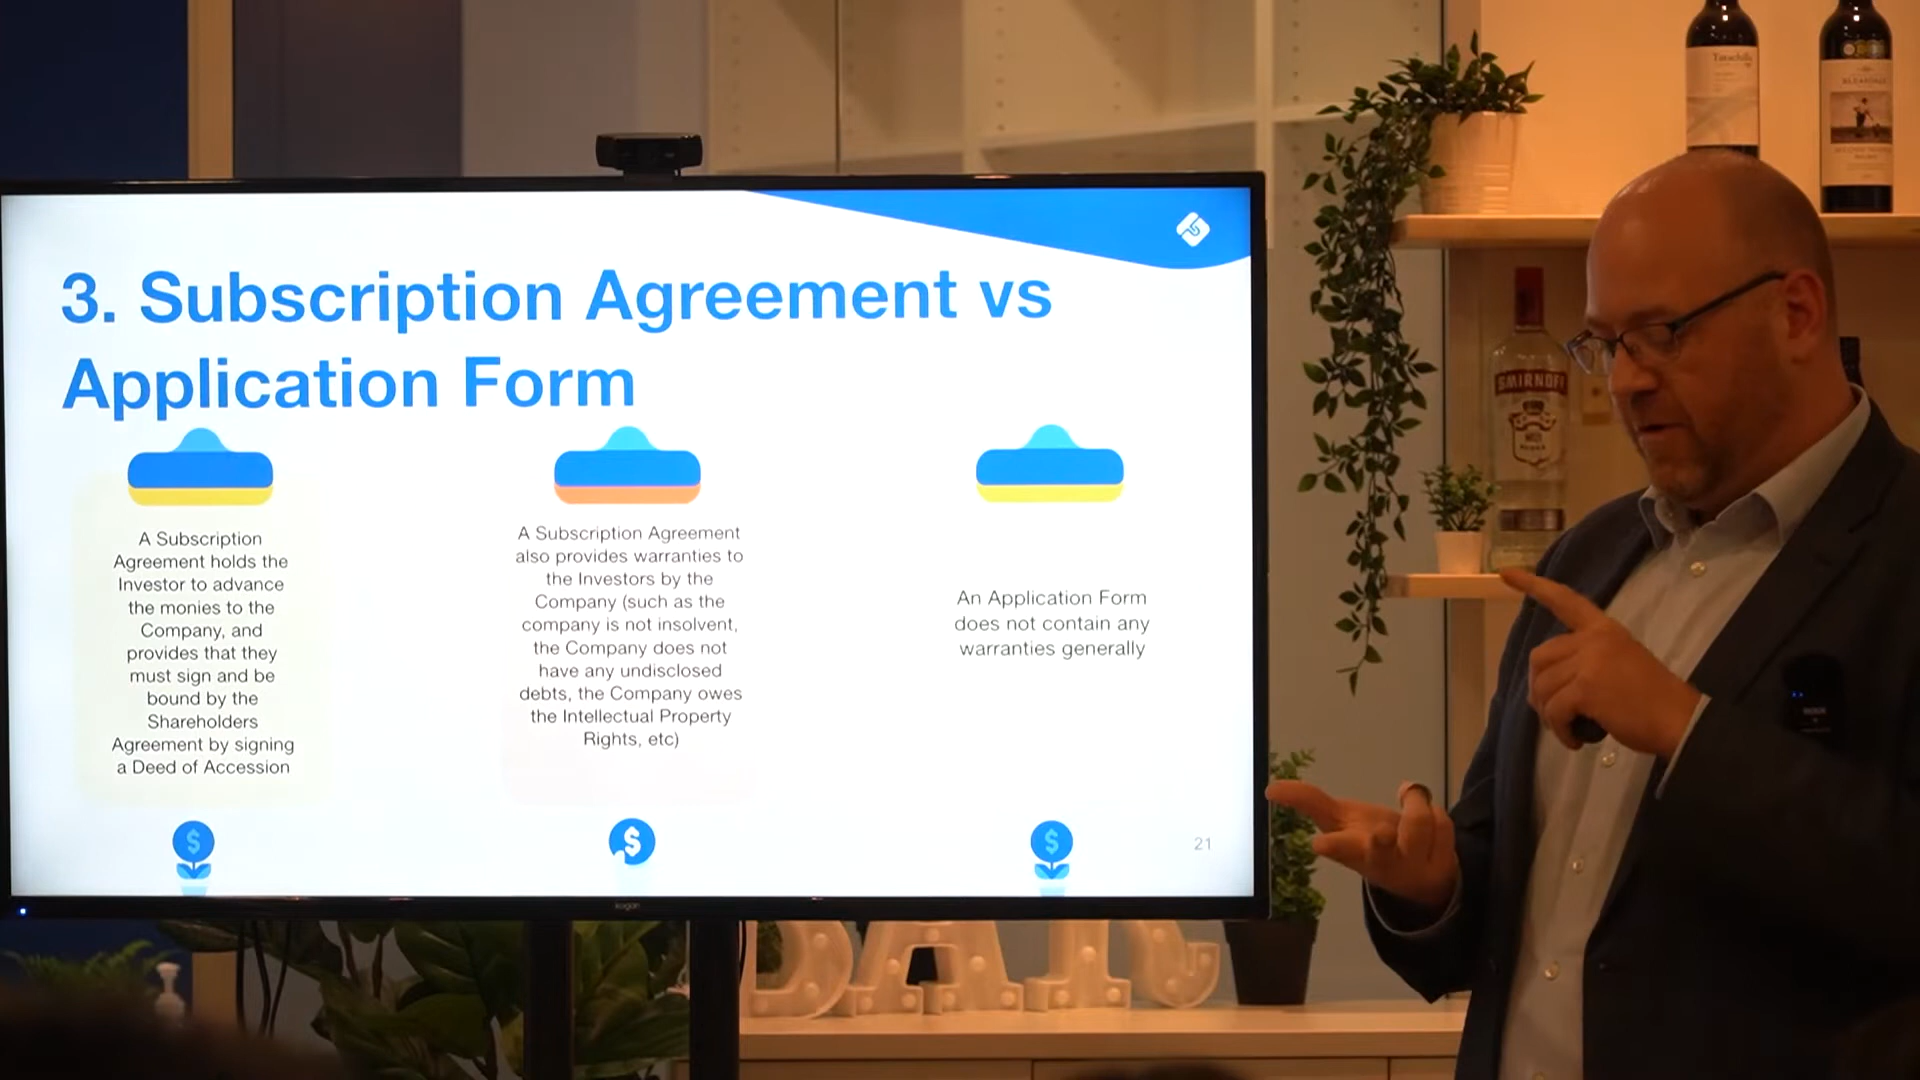 3. Subscription Agreement vs
Application Form
A Subscription
Agreement holds the
Investor to advance
the monies to the
Company, and
provides that they
must sign and be
bound by the
Shareholders
Agreement by signing
a Deed of Accession
A Subscription Agreement
also provides warranties to
the Investors by the
Company (such as the
company is not insolvent,
the Company does not
have any undisclosed
debts, the Company owes
the Intellectual Property
Rights, etc)
An Application Form
does not contain any
warranties generally
$
$
$
21
kogan
SMIRNOFF